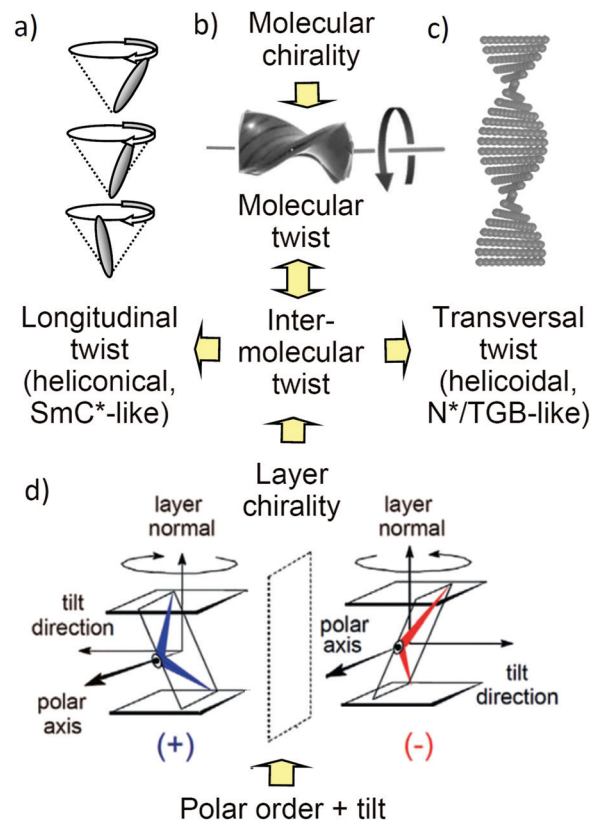 a)
b)
c)
Molecular
chirality
Molecular
twist
Longitudinal
twist
(heliconical,
SmC*-like)
Inter-
molecular
twist
Transversal
twist
(helicoidal,
N*/TGB-like)
Layer
chirality
d)
layer
normal
tilt
direction
polar
axis
(+)
layer
normal
polar
axis
tilt
direction
(-)
Polar order + tilt